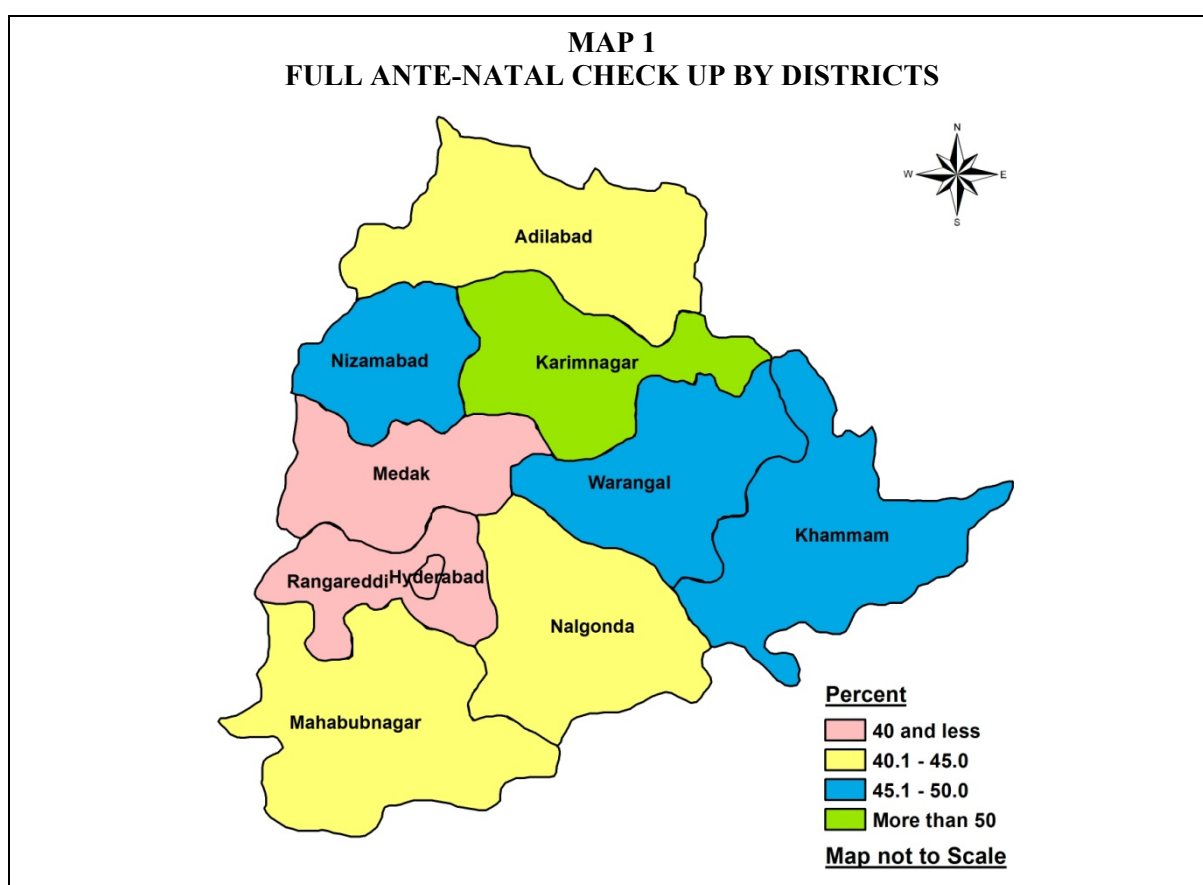 MAP 1
FULL ANTE-NATAL CHECK UP BY DISTRICTS
N
W
E
S
Adilabad
Nizamabad
Karimnagar
Medak
Warangal
Khammam
Rangareddi
Hyderabad
Nalgonda
Mahabubnagar
Percent
40 and less
40.1 - 45.0
45.1 - 50.0
More than 50
Map not to Scale